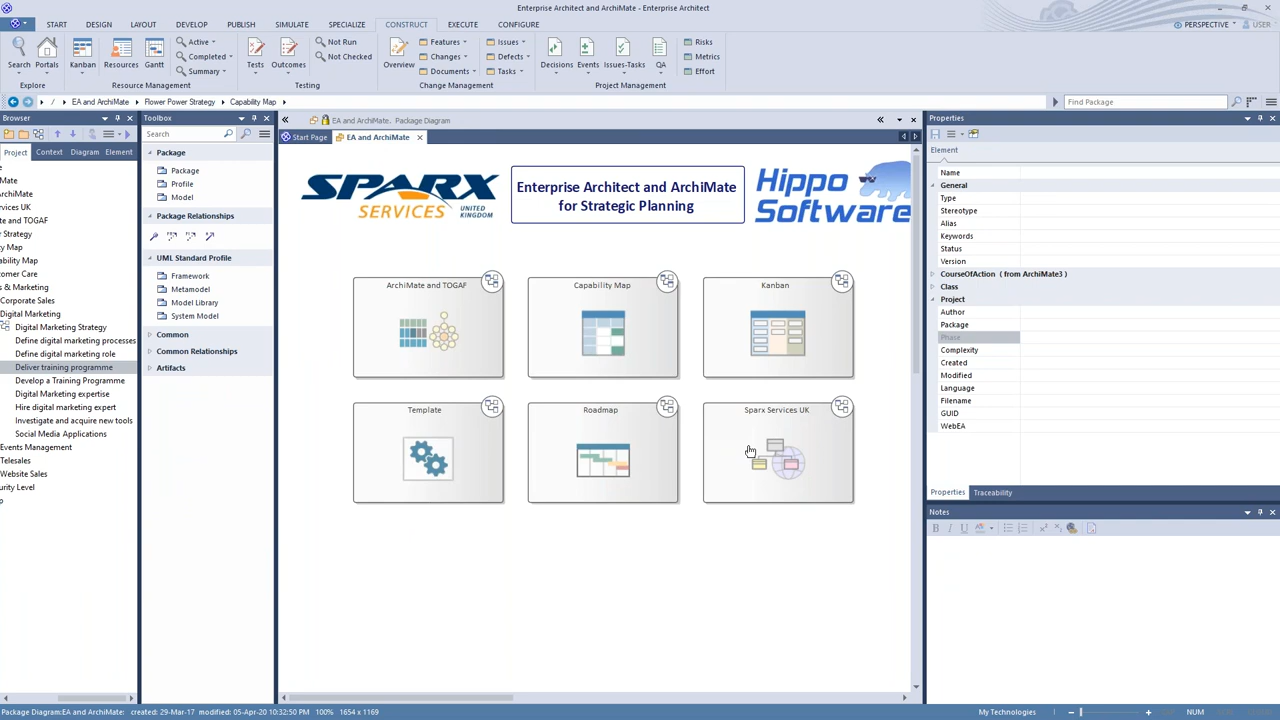 Enterprise Architect and ArchiMate - Enterprise Architect
START DESIGN LAYOUT DEVELOP PUBLISH SIMULATE SPECIALIZE CONSTRUCT EXECUTE CONFIGURE PERSPECTIVE USER
Search Portals Kanban Resources Gantt Active Completed Summary Tests Outcomes Not Run Not Checked Overview Features Changes Documents Issues Defects Tasks Decisions Events Issues-Tasks QA Risks Metrics Effort
Explore Resource Management Testing Change Management Project Management
/ EA and ArchiMate Flower Power Strategy Capability Map Find Package
Browser
Project Context Diagram Element
e
Mate
ArchiMate
rvices UK
te and TOGAF
r Strategy
ty Map
pability Map
stomer Care
Corporate Sales
Digital Marketing
Digital Marketing Strategy
Define digital marketing processes
Define digital marketing role
Deliver training programme
Develop a Training Programme
Digital Marketing expertise
Hire digital marketing expert
Investigate and acquire new tools
Social Media Applications
Events Management
Telesales
Website Sales
urity Level
p
Toolbox
Search
Package
Package
Profile
Model
Package Relationships
UML Standard Profile
Framework
Metamodel
Model Library
System Model
Common
Common Relationships
Artifacts
EA and ArchiMate. Package Diagram
Start Page EA and ArchiMate
SPARX
SERVICES UNITED
KINGDOM
Enterprise Architect and ArchiMate
for Strategic Planning
Hippo
Software
ArchiMate and TOGAF
Capability Map
Kanban
Template
Roadmap
Sparx Services UK
Properties
Element
Name
General
Type
Stereotype
Alias
Keywords
Status
Version
CourseOfAction ( from ArchiMate3 )
Class
Project
Author
Package
Phase
Complexity
Created
Modified
Language
Filename
GUID
WebEA
Properties Traceability
Notes
B I U
Package Diagram:EA and ArchiMate: created: 29-Mar-17 modified: 05-Apr-20 10:32:50 PM 100% 1654 x 1169 My Technologies NUM